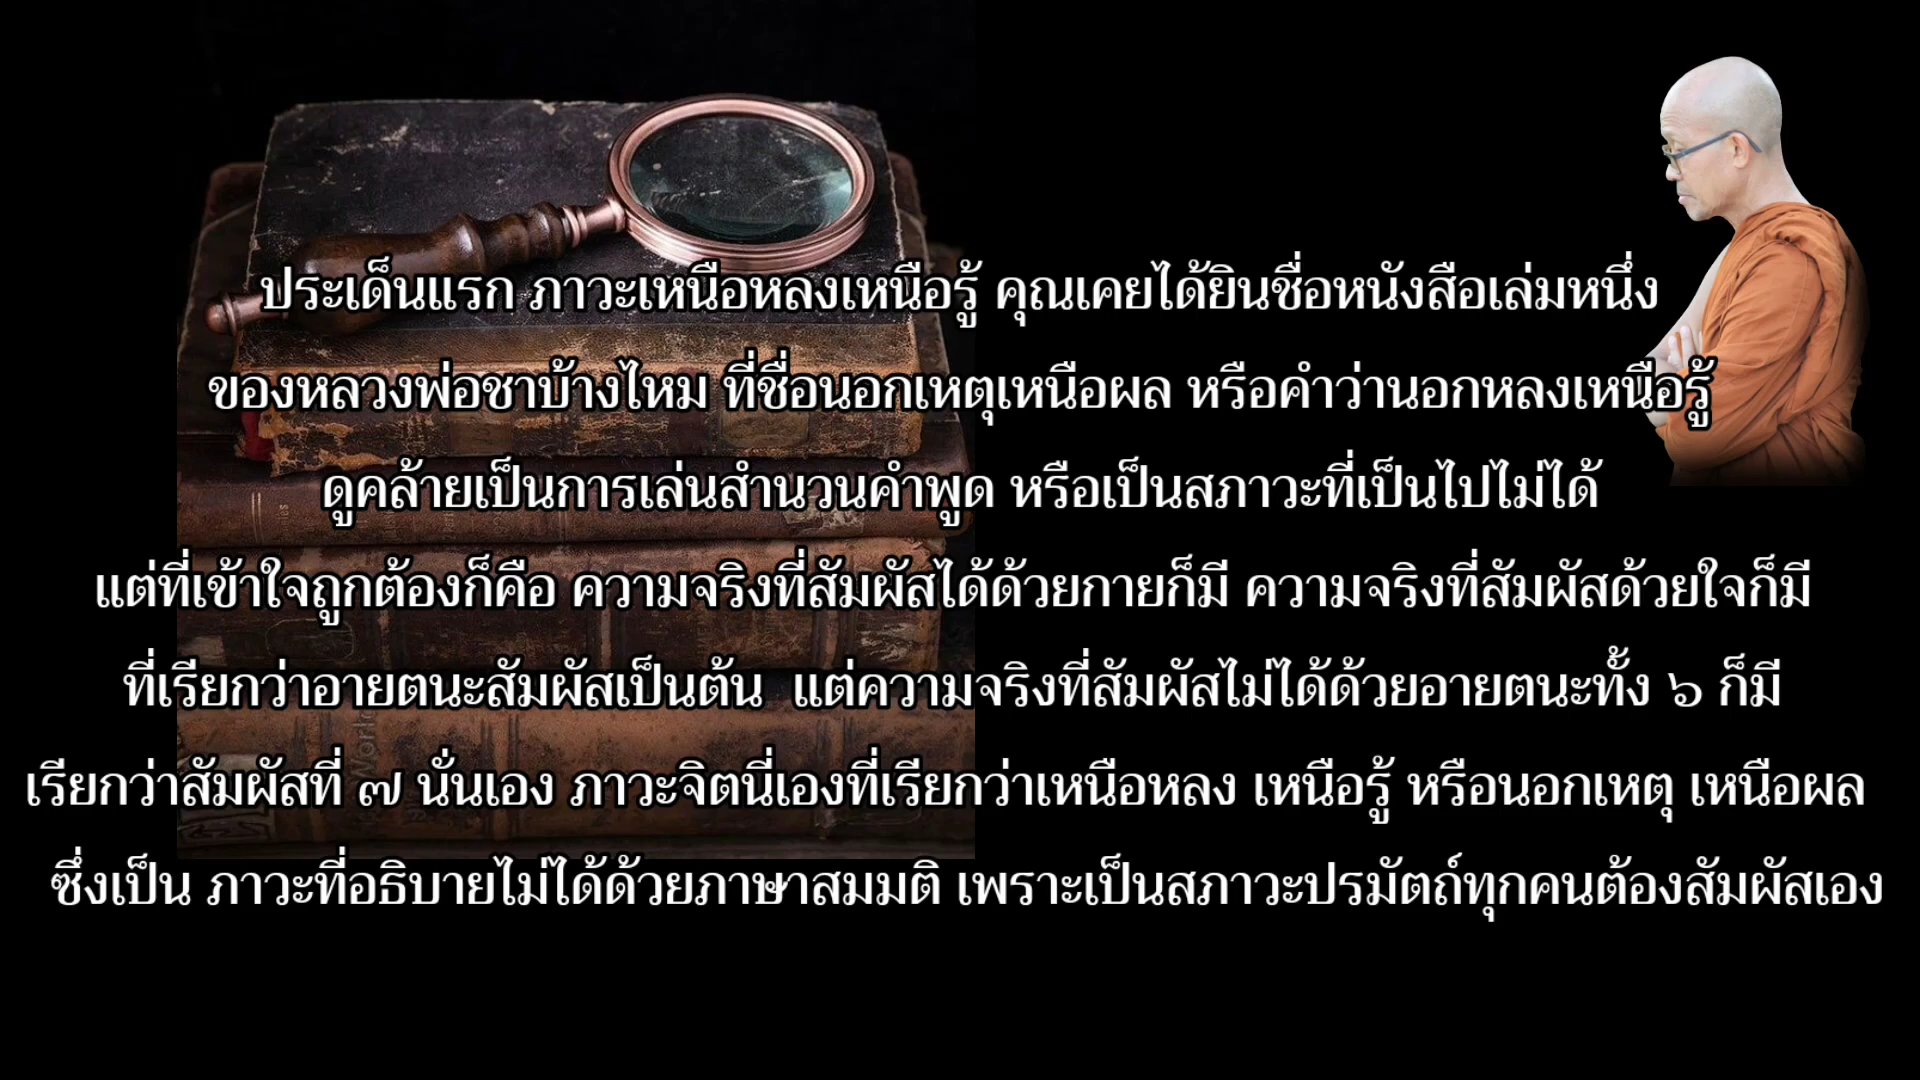 ประเด็นแรก ภาวะเหนือหลงเหนือรู้ คุณเคยได้ยินชื่อหนังสือเล่มหนึ่ง
ของหลวงพ่อชาบ้างไหม ที่ชื่อนอกเหตุเหนือผล หรือคำว่านอกหลงเหนือรู้
ดูคล้ายเป็นการเล่นสำนวนคำพูด หรือเป็นสภาวะที่เป็นไปไม่ได้
แต่ที่เข้าใจถูกต้องก็คือ ความจริงที่สัมผัสได้ด้วยกายก็มี ความจริงที่สัมผัสด้วยใจก็มี
ที่เรียกว่าอายตนะสัมผัสเป็นต้น แต่ความจริงที่สัมผัสไม่ได้ด้วยอายตนะทั้ง ๖ ก็มี
เรียกว่าสัมผัสที่ ๗ นั่นเอง ภาวะจิตนี่เองที่เรียกว่าเหนือหลง เหนือรู้ หรือนอกเหตุ เหนือผล
ซึ่งเป็น ภาวะที่อธิบายไม่ได้ด้วยภาษาสมมติ เพราะเป็นสภาวะปรมัตถ์ทุกคนต้องสัมผัสเอง